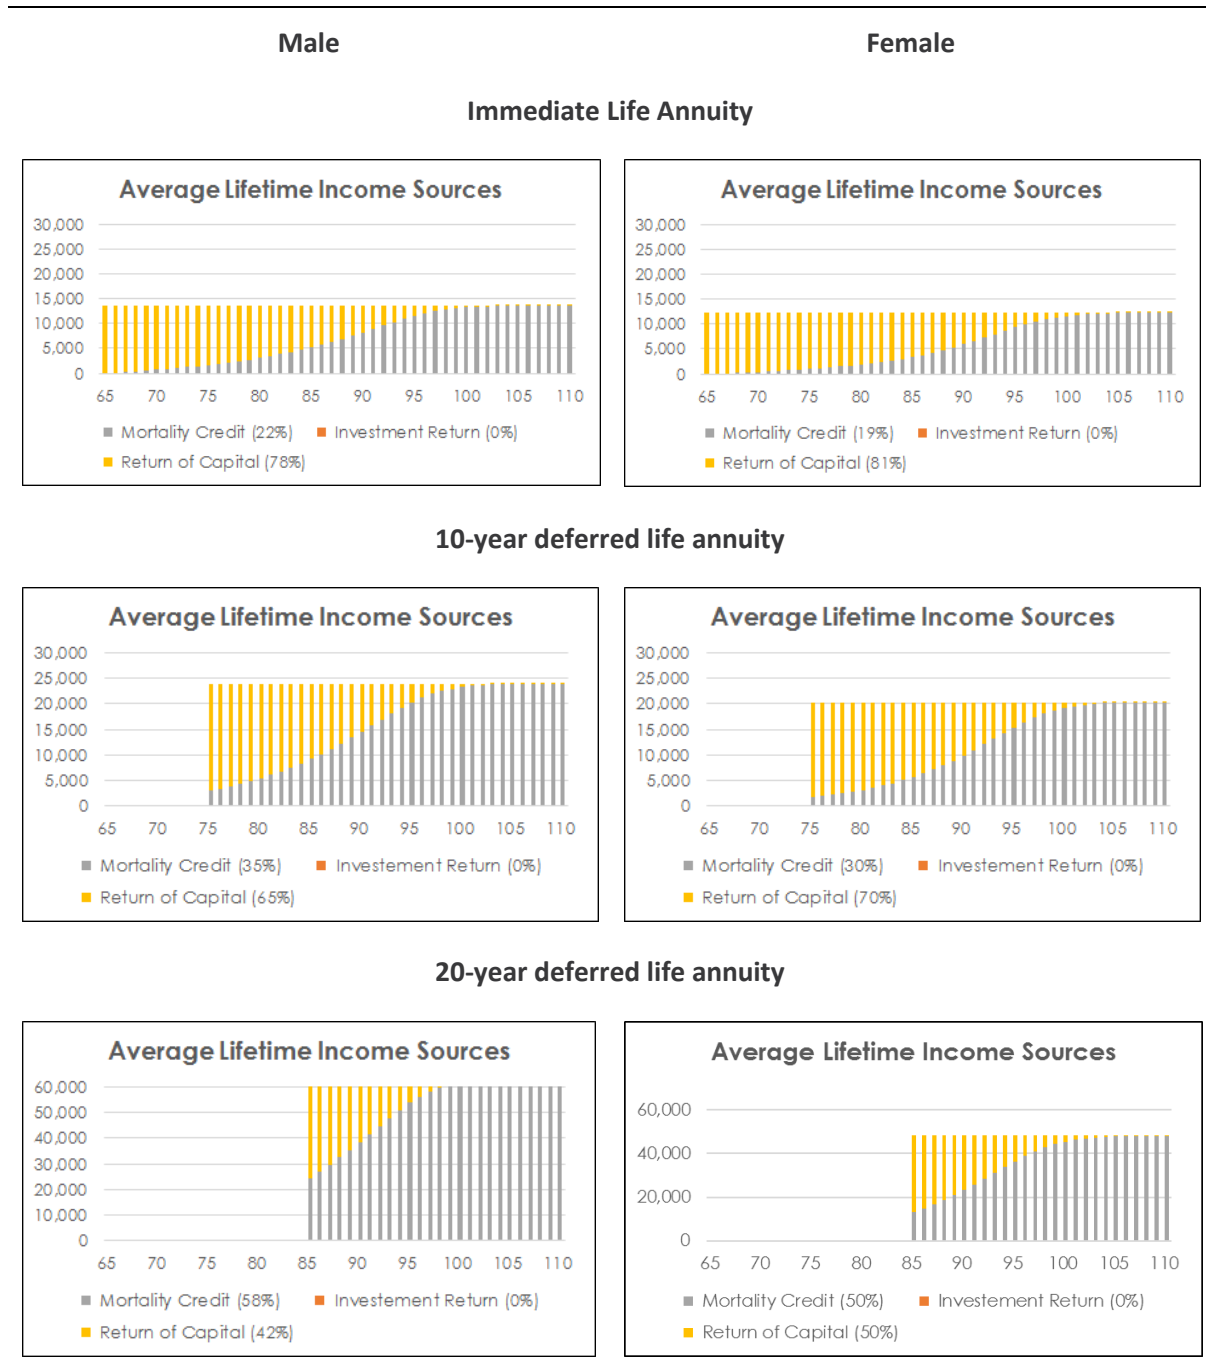 Male
Female
Immediate Life Annuity
Average Lifetime Income Sources
30,000
25,000
20,000
15,000
10,000
5,000
0
65 70 75 80 85 90 95 100 105 110
Mortality Credit (22%) Investment Return (0%)
Return of Capital (78%)
Average Lifetime Income Sources
30,000
25,000
20,000
15,000
10,000
5,000
0
65 70 75 80 85 90 95 100 105 110
Mortality Credit (19%) Investment Return (0%)
Return of Capital (81%)
10-year deferred life annuity
Average Lifetime Income Sources
30,000
25,000
20,000
15,000
10,000
5,000
0
65 70 75 80 85 90 95 100 105 110
Mortality Credit (35%) Investement Return (0%)
Return of Capital (65%)
Average Lifetime Income Sources
30,000
25,000
20,000
15,000
10,000
5,000
0
65 70 75 80 85 90 95 100 105 110
Mortality Credit (30%) Investement Return (0%)
Return of Capital (70%)
20-year deferred life annuity
Average Lifetime Income Sources
60,000
50,000
40,000
30,000
20,000
10,000
0
65 70 75 80 85 90 95 100 105 110
Mortality Credit (58%) Investement Return (0%)
Return of Capital (42%)
Average Lifetime Income Sources
60,000
40,000
20,000
0
65 70 75 80 85 90 95 100 105 110
Mortality Credit (50%) Investement Return (0%)
Return of Capital (50%)